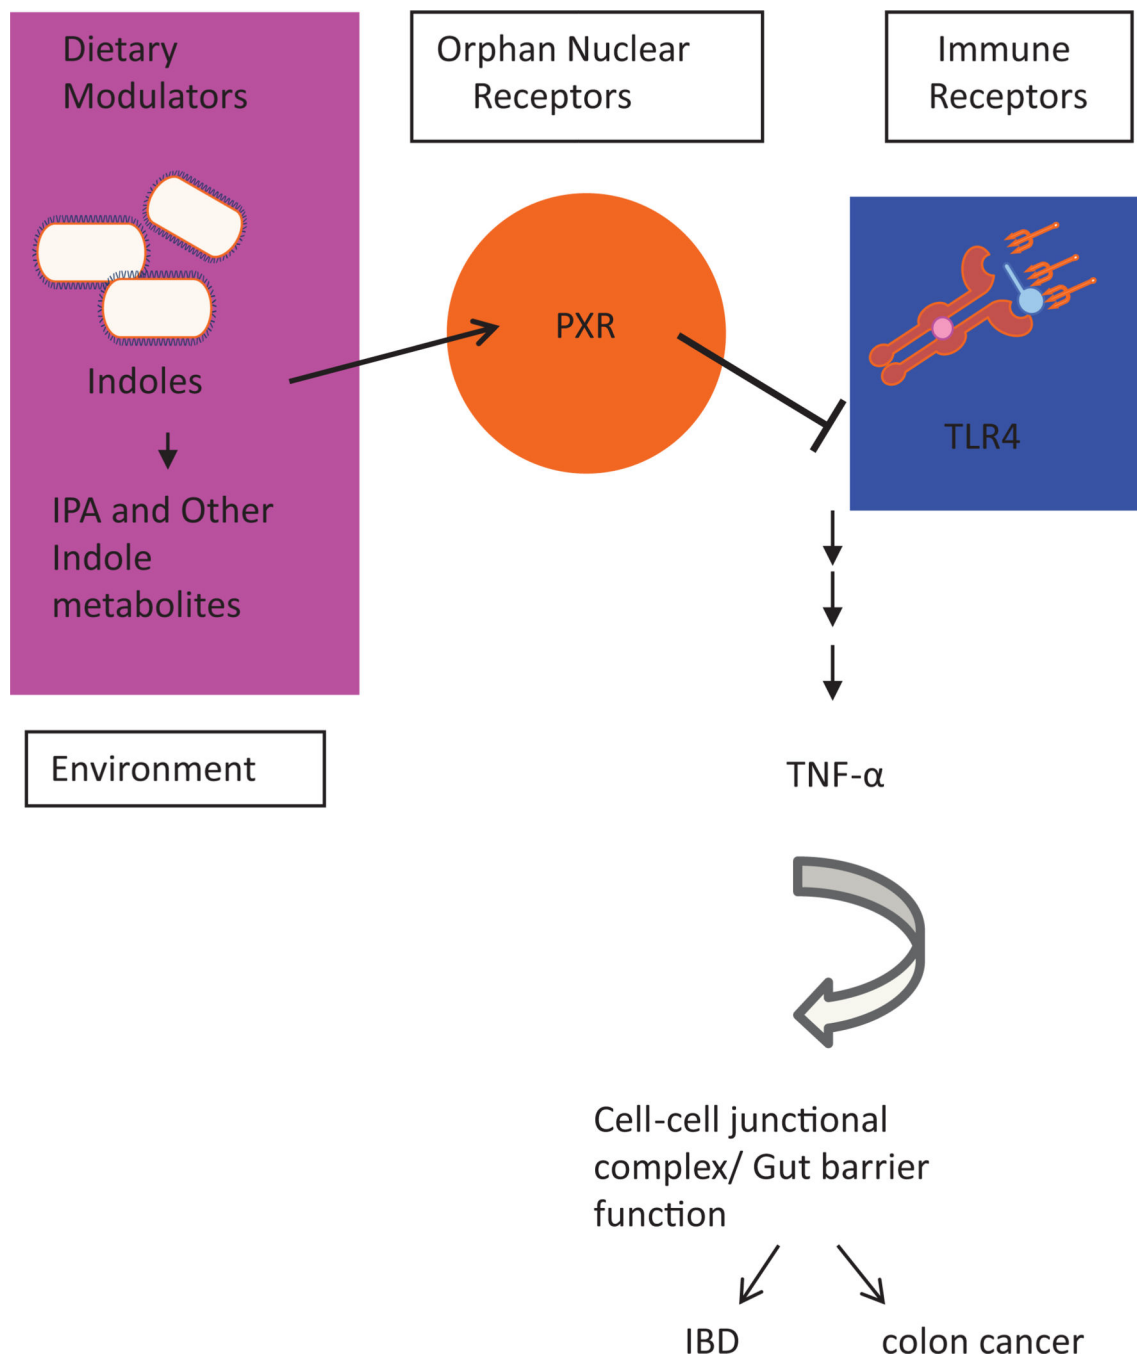 Dietary
Modulators
Orphan Nuclear
Receptors
Immune
Receptors
Indoles
IPA and Other
Indole
metabolites
Environment
PXR
TLR4
TNF-α
Cell-cell junctional
complex/ Gut barrier
function
IBD
colon cancer